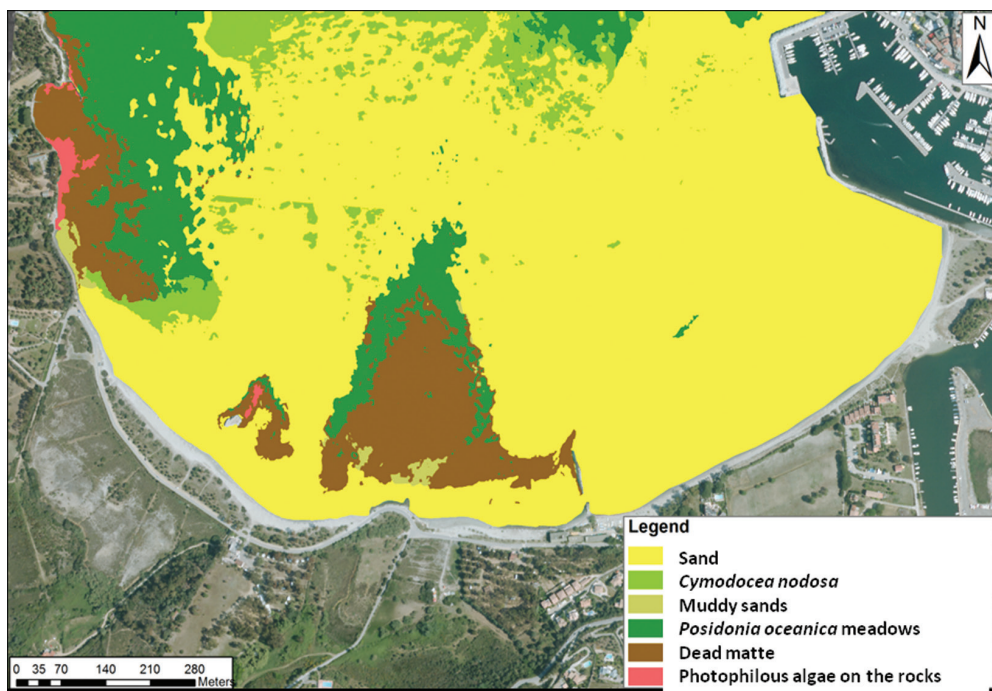 N
Legend
Sand
Cymodocea nodosa
Muddy sands
Posidonia oceanica meadows
Dead matte
Photophilous algae on the rocks
0 35 70 140 210 280
Meters